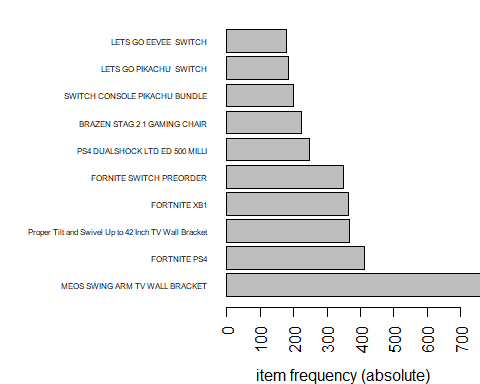 LETS GO EEVEE  SWITCH
LETS GO PIKACHU  SWITCH
SWITCH CONSOLE PIKACHU BUNDLE
BRAZEN STAG 2 1 GAMING CHAIR
PS4 DUALSHOCK LTD ED 500 MILLI
FORNITE SWITCH PREORDER
FORTNITE XB1
Proper Tilt and Swivel Up to 42 Inch TV Wall Bracket
FORTNITE PS4
MEOS SWING ARM TV WALL BRACKET
0 100 200 300 400 500 600 700
item frequency (absolute)